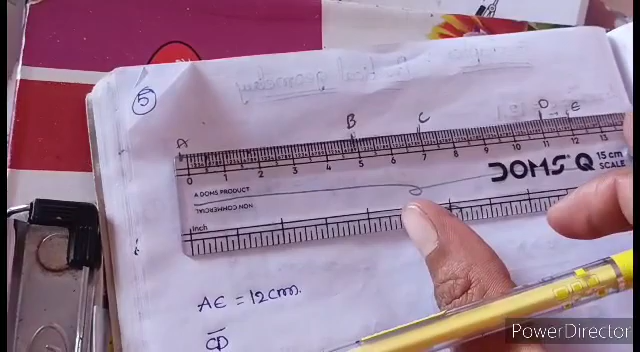 5
A B C D E
0 1 2 3 4 5 6 7 8 9 10 11 12 13
A DOMS PRODUCT
DOMS Q 15 cm SCALE
NON COMMERCIAL
Inch
AE = 12cm.
CD
PowerDirector